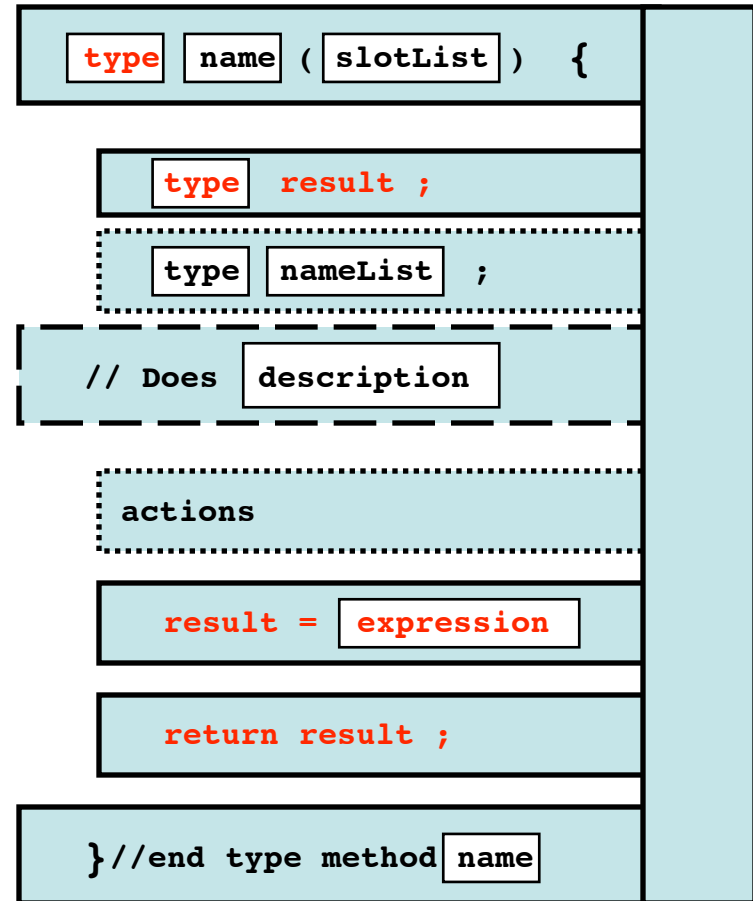 type name ( slotList ) {
type result ;
type nameList ;
// Does description
actions
result = expression
return result ;
}//end type method name